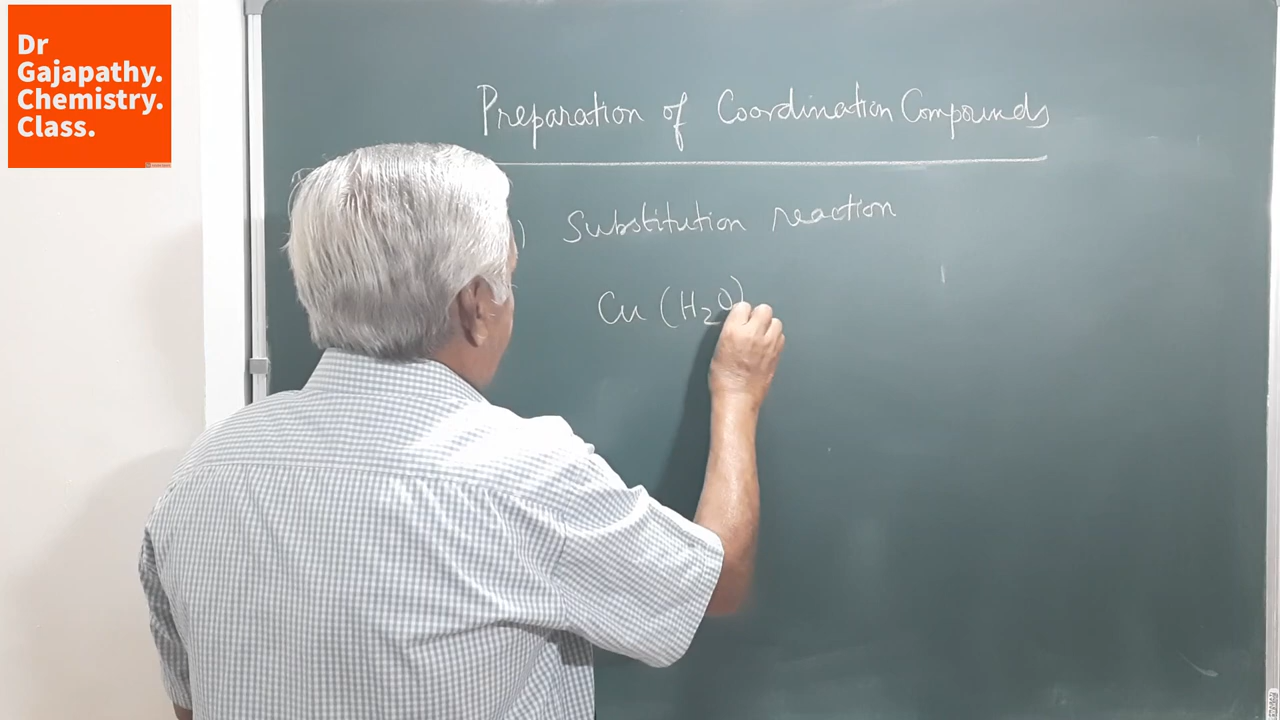 Dr
Gajapathy.
Chemistry.
Class.
Preparation of Coordination Compounds
) Substitution reaction
Cu (H₂O)